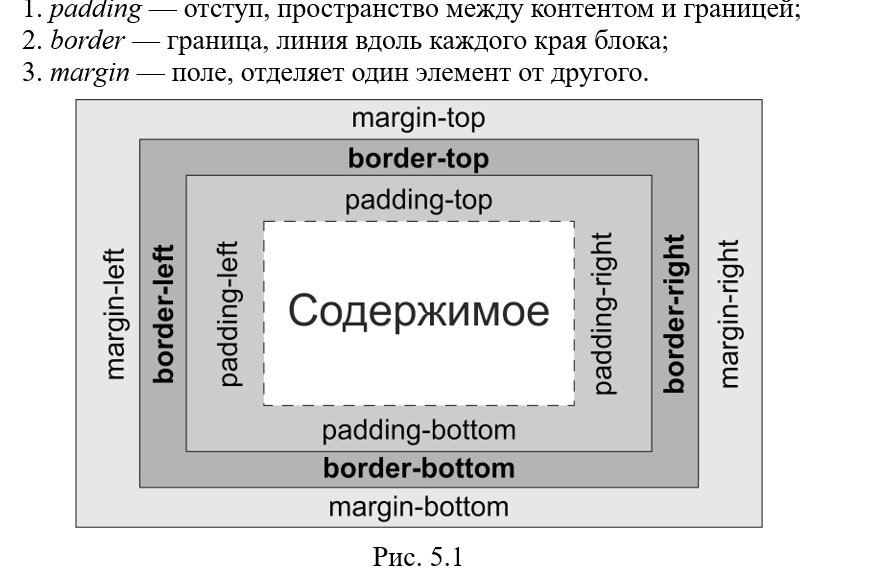 1. padding — отступ, пространство между контентом и границей;
2. border — граница, линия вдоль каждого края блока;
3. margin — поле, отделяет один элемент от другого.
margin-top
border-top
padding-top
margin-left
border-left
padding-left
Содержимое
padding-right
border-right
margin-right
padding-bottom
border-bottom
margin-bottom
Рис. 5.1